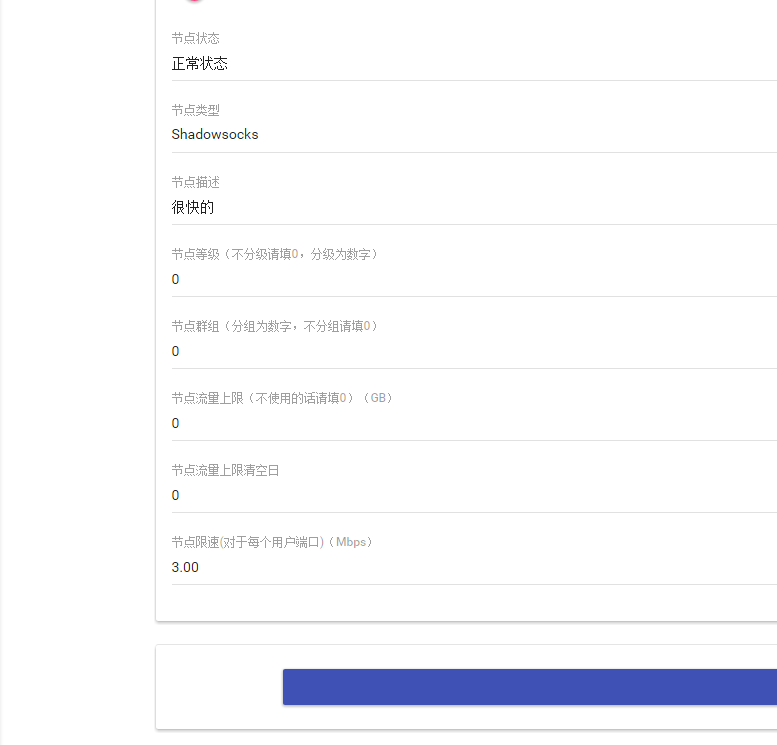 节点状态
正常状态
节点类型
Shadowsocks
节点描述
很快的
节点等级（不分级请填0，分级为数字）
0
节点群组（分组为数字，不分组请填0）
0
节点流量上限（不使用的话请填0）（GB）
0
节点流量上限清空日
0
节点限速(对于每个用户端口)（Mbps）
3.00